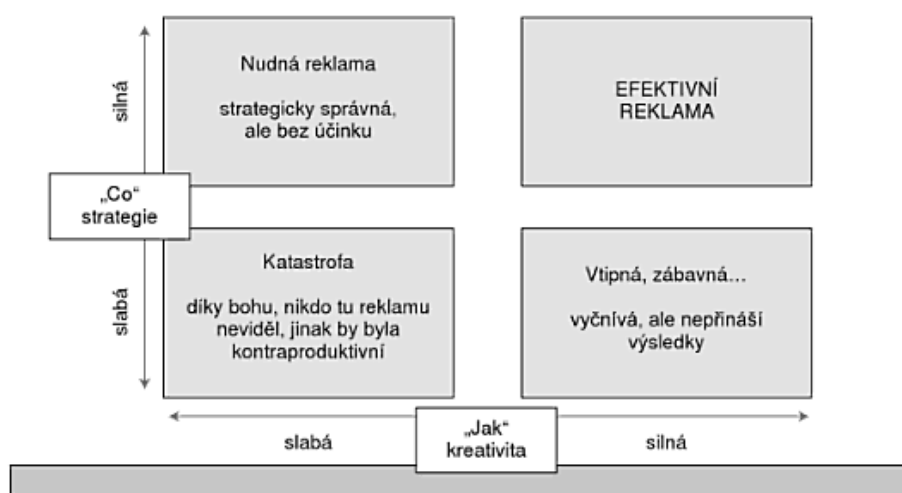 Nudná reklama
strategicky správná,
ale bez účinku
EFEKTIVNÍ
REKLAMA
silná
„Co“
strategie
slabá
Katastrofa
díky bohu, nikdo tu reklamu
neviděl, jinak by byla
kontraproduktivní
Vtipná, zábavná...
vyčnívá, ale nepřináší
výsledky
slabá
„Jak“
kreativita
silná